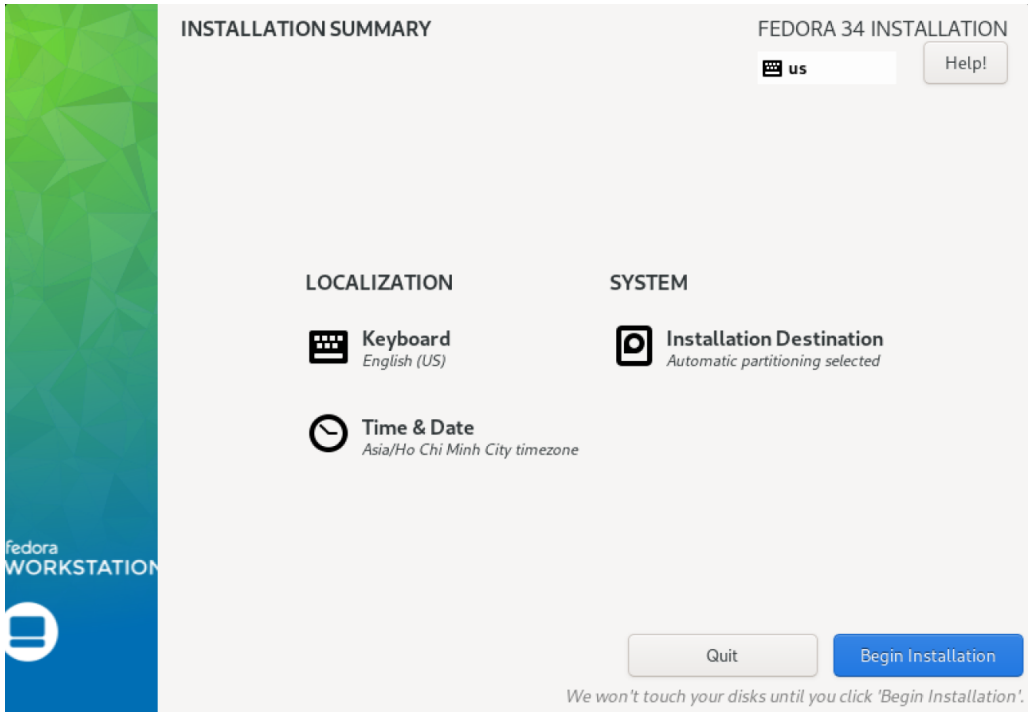 INSTALLATION SUMMARY
FEDORA 34 INSTALLATION
us
Help!
LOCALIZATION
Keyboard
English (US)
Time & Date
Asia/Ho Chi Minh City timezone
SYSTEM
Installation Destination
Automatic partitioning selected
fedora
WORKSTATION
Quit
Begin Installation
We won't touch your disks until you click 'Begin Installation'.